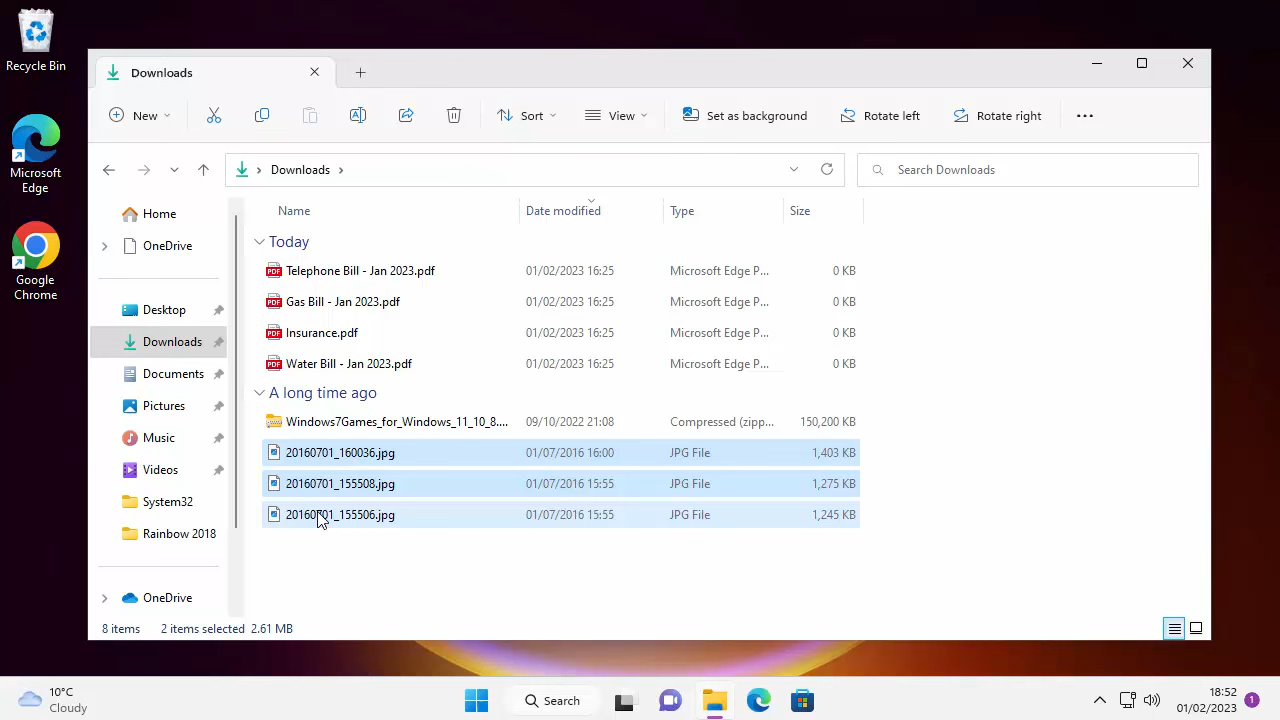 Recycle Bin
Microsoft Edge
Google Chrome
Downloads
New
Sort
View
Set as background
Rotate left
Rotate right
Downloads
Search Downloads
Home
OneDrive
Desktop
Downloads
Documents
Pictures
Music
Videos
System32
Rainbow 2018
OneDrive
Name Date modified Type Size
Today
PDF Telephone Bill - Jan 2023.pdf 01/02/2023 16:25 Microsoft Edge P... 0 KB
PDF Gas Bill - Jan 2023.pdf 01/02/2023 16:25 Microsoft Edge P... 0 KB
PDF Insurance.pdf 01/02/2023 16:25 Microsoft Edge P... 0 KB
PDF Water Bill - Jan 2023.pdf 01/02/2023 16:25 Microsoft Edge P... 0 KB
A long time ago
Windows7Games_for_Windows_11_10_8.... 09/10/2022 21:08 Compressed (zipp... 150,200 KB
20160701_160036.jpg 01/07/2016 16:00 JPG File 1,403 KB
20160701_155508.jpg 01/07/2016 15:55 JPG File 1,275 KB
20160701_155506.jpg 01/07/2016 15:55 JPG File 1,245 KB
8 items 2 items selected 2.61 MB
10°C
Cloudy
Search
18:52
01/02/2023
1